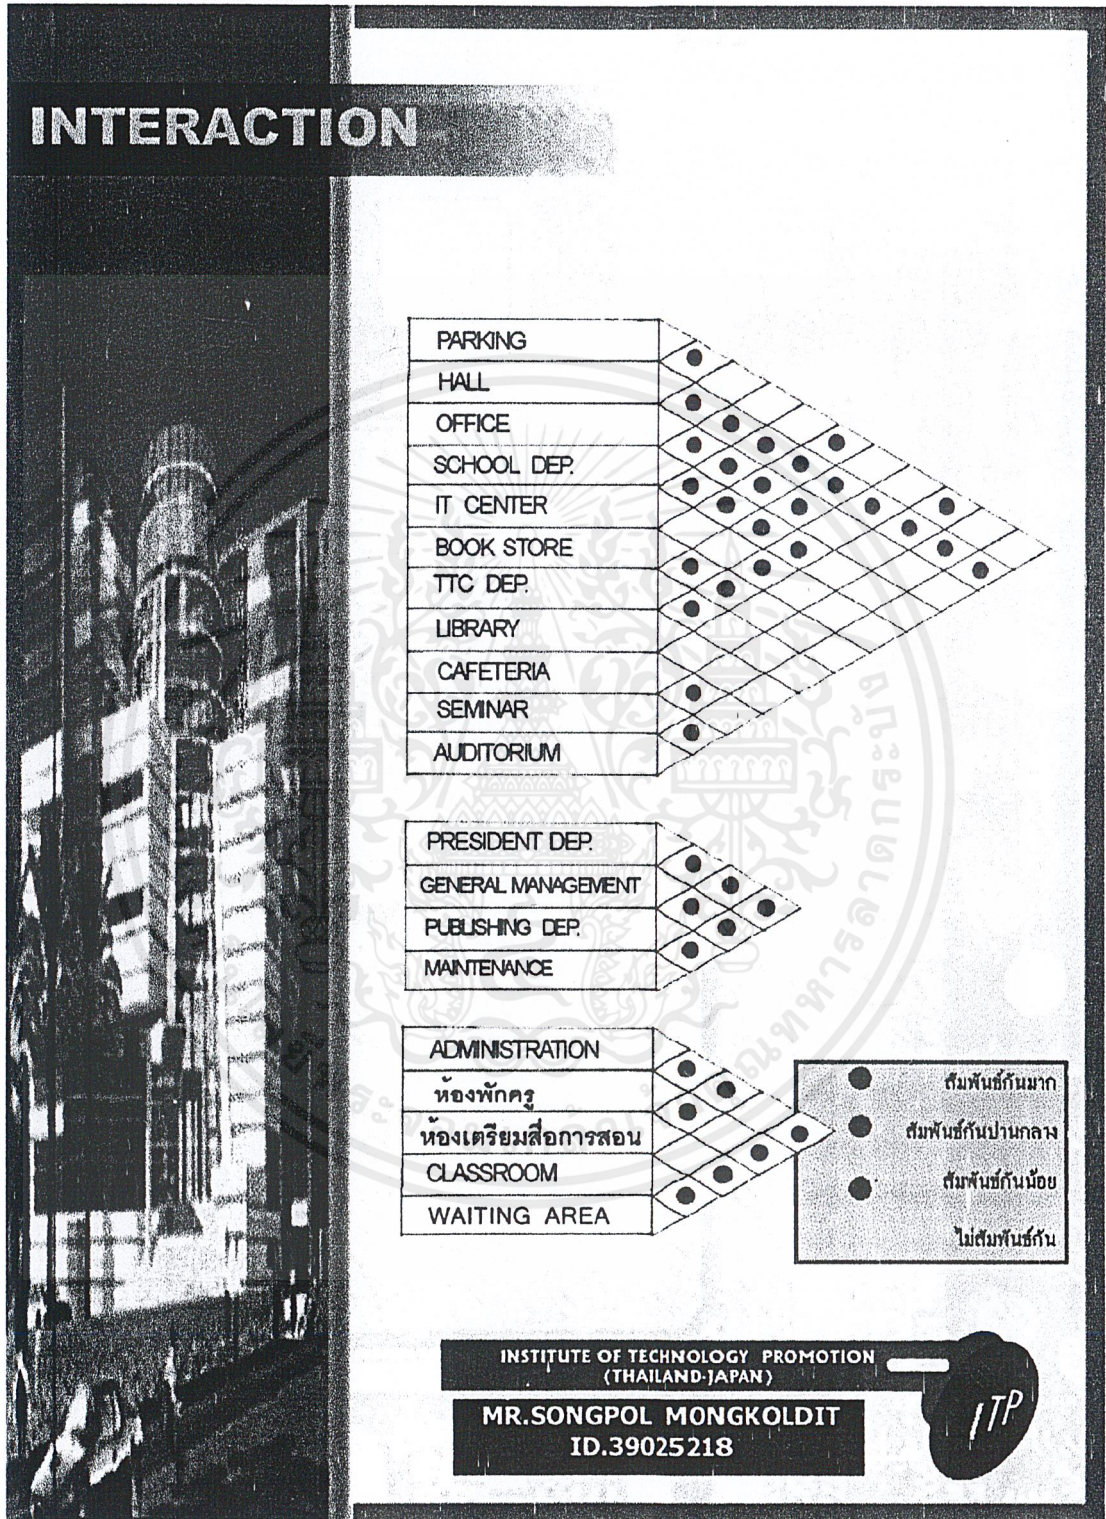 INTERACTION
PARKING
HALL
OFFICE
SCHOOL DEP.
IT CENTER
BOOK STORE
TTC DEP.
LIBRARY
CAFETERIA
SEMINAR
AUDITORIUM
PRESIDENT DEP.
GENERAL MANAGEMENT
PUBLISHING DEP.
MAINTENANCE
ADMINISTRATION
ห้องพักครู
ห้องเตรียมสื่อการสอน
CLASSROOM
WAITING AREA
สัมพันธ์กันมาก
สัมพันธ์กันปานกลาง
สัมพันธ์กันน้อย
ไม่สัมพันธ์กัน
INSTITUTE OF TECHNOLOGY PROMOTION
(THAILAND-JAPAN)
MR.SONGPOL MONGKOLDIT
ID.39025218
ITP